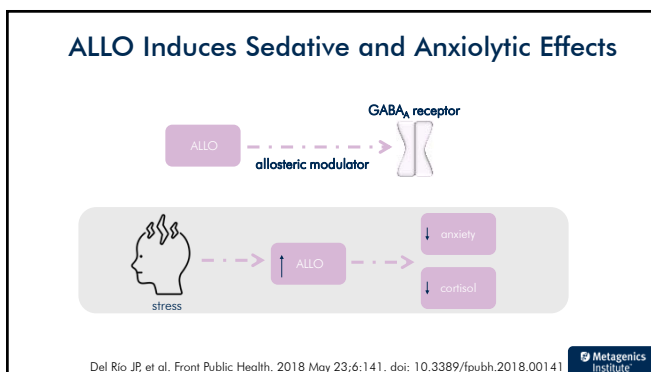 ALLO Induces Sedative and Anxiolytic Effects
GABA_A receptor
ALLO
allosteric modulator
↓ anxiety
↑ ALLO
↓ cortisol
stress
Del Río JP, et al. Front Public Health. 2018 May 23;6:141. doi: 10.3389/fpubh.2018.00141
Metagenics
Institute